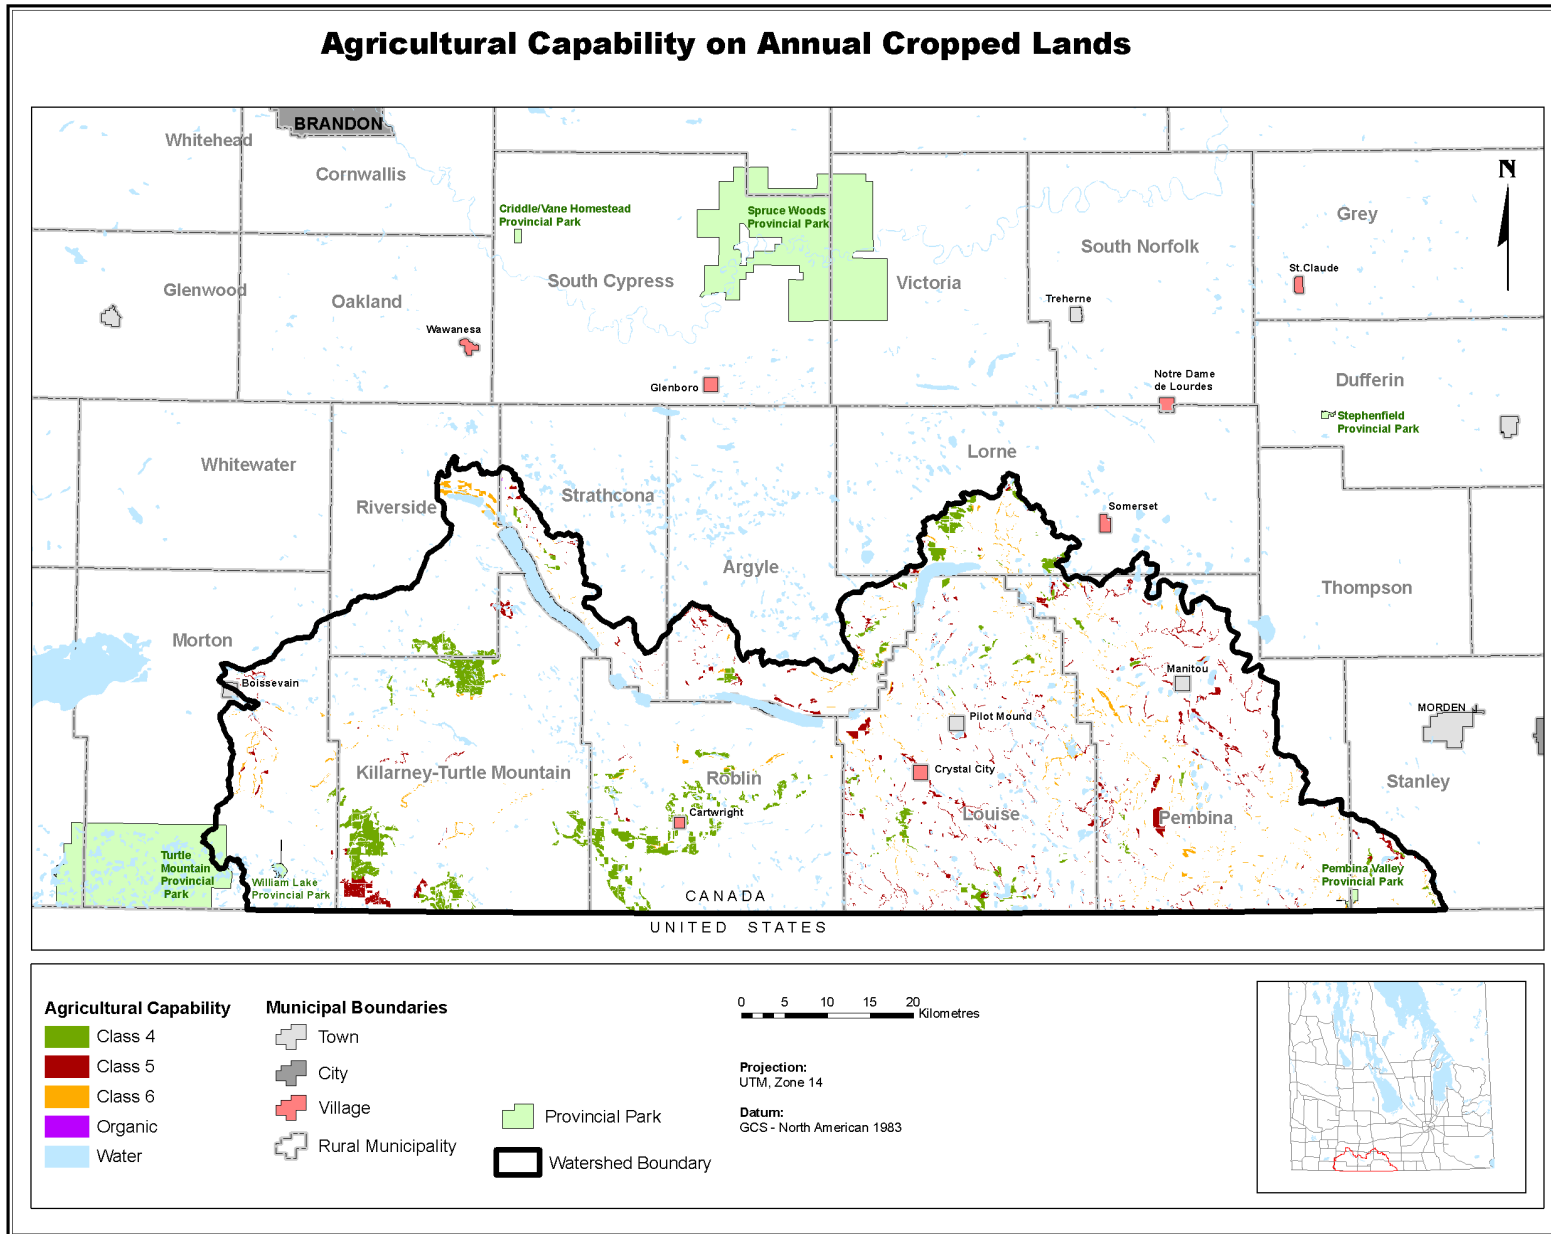 Agricultural Capability on Annual Cropped Lands
BRANDON
Whitehead
Cornwallis
N
Criddle/Vane Homestead
Provincial Park
Spruce Woods
Provincial Park
Grey
South Norfolk
St.Claude
Glenwood
Oakland
South Cypress
Victoria
Treherne
Wawanesa
Glenboro
Notre Dame
de Lourdes
Dufferin
Stephenfield
Provincial Park
Whitewater
Lorne
Riverside
Strathcona
Somerset
Argyle
Thompson
Morton
Boissevain
Manitou
MORDEN
Pilot Mound
Crystal City
Killarney-Turtle Mountain
Roblin
Stanley
Cartwright
Louise
Pembina
Turtle
Mountain
Provincial
Park
William Lake
Provincial Park
Pembina Valley
Provincial Park
CANADA
UNITED STATES
Agricultural Capability
Class 4
Class 5
Class 6
Organic
Water
Municipal Boundaries
Town
City
Village
Rural Municipality
Provincial Park
Watershed Boundary
0 5 10 15 20
Kilometres
Projection:
UTM, Zone 14
Datum:
GCS - North American 1983